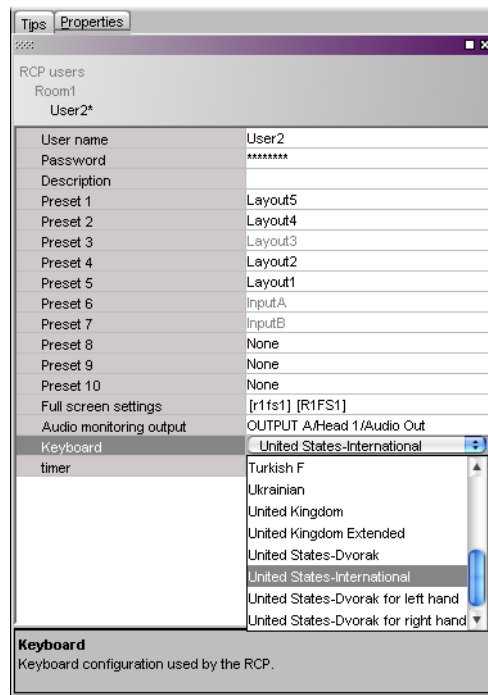 Tips Properties
RCP users
Room1
User2*
User name User2
Password ********
Description
Preset 1 Layout5
Preset 2 Layout4
Preset 3 Layout3
Preset 4 Layout2
Preset 5 Layout1
Preset 6 InputA
Preset 7 InputB
Preset 8 None
Preset 9 None
Preset 10 None
Full screen settings [r1fs1] [R1FS1]
Audio monitoring output OUTPUT A/Head 1/Audio Out
Keyboard United States-International
timer Turkish F
Ukrainian
United Kingdom
United Kingdom Extended
United States-Dvorak
United States-International
United States-Dvorak for left hand
United States-Dvorak for right hand
Keyboard
Keyboard configuration used by the RCP.